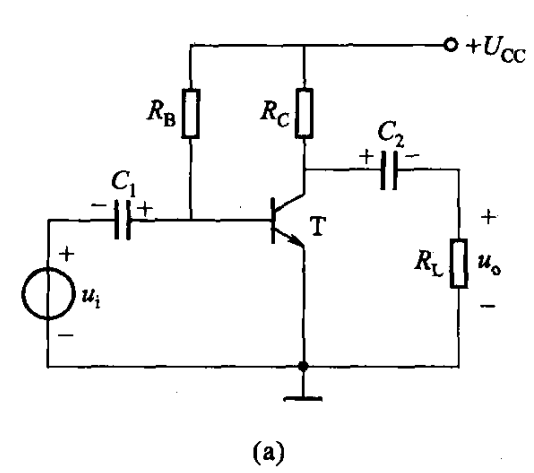 +U_CC
R_B
R_C
C_2
+ −
C_1
− +
T
+
+
R_L u_o
u_i
−
−
(a)